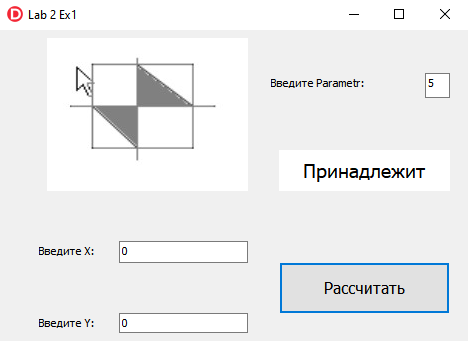 Lab 2 Ex1
Введите Parametr:
5
Принадлежит
Введите X:
0
Рассчитать
Введите Y:
0